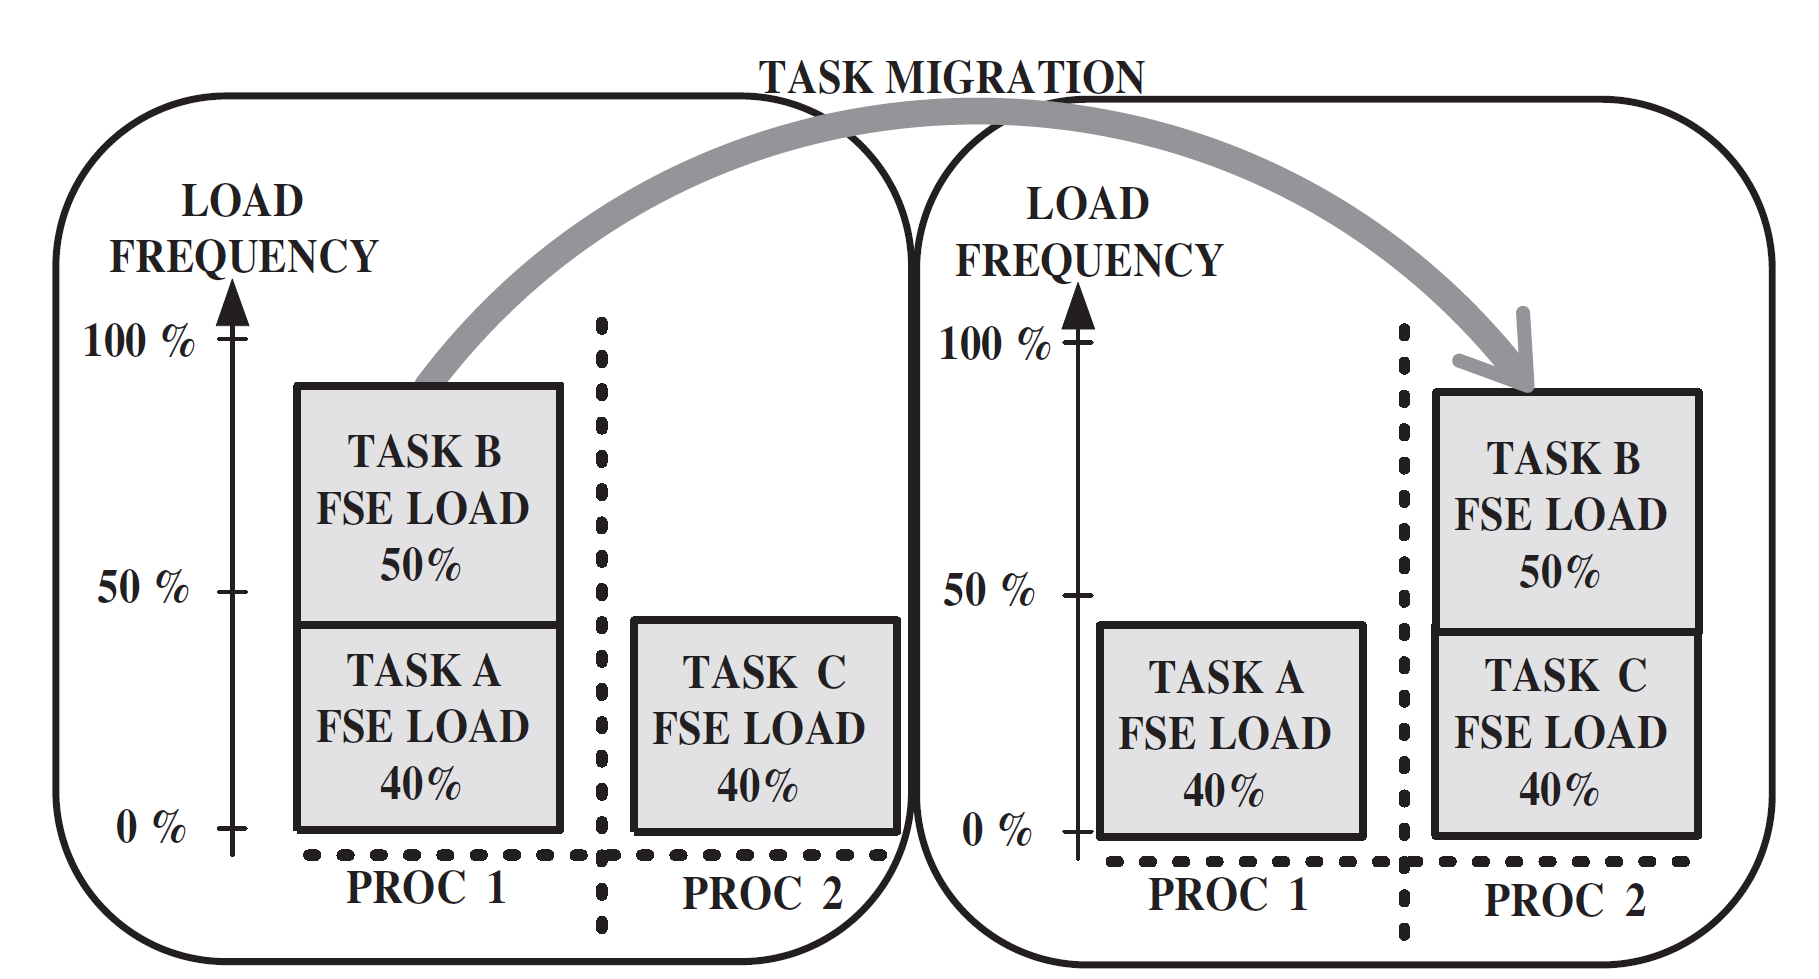 TASK MIGRATION
LOAD
FREQUENCY
100 %
50 %
0 %
TASK B
FSE LOAD
50%
TASK A
FSE LOAD
40%
TASK C
FSE LOAD
40%
PROC 1
PROC 2
LOAD
FREQUENCY
100 %
50 %
0 %
TASK A
FSE LOAD
40%
TASK B
FSE LOAD
50%
TASK C
FSE LOAD
40%
PROC 1
PROC 2